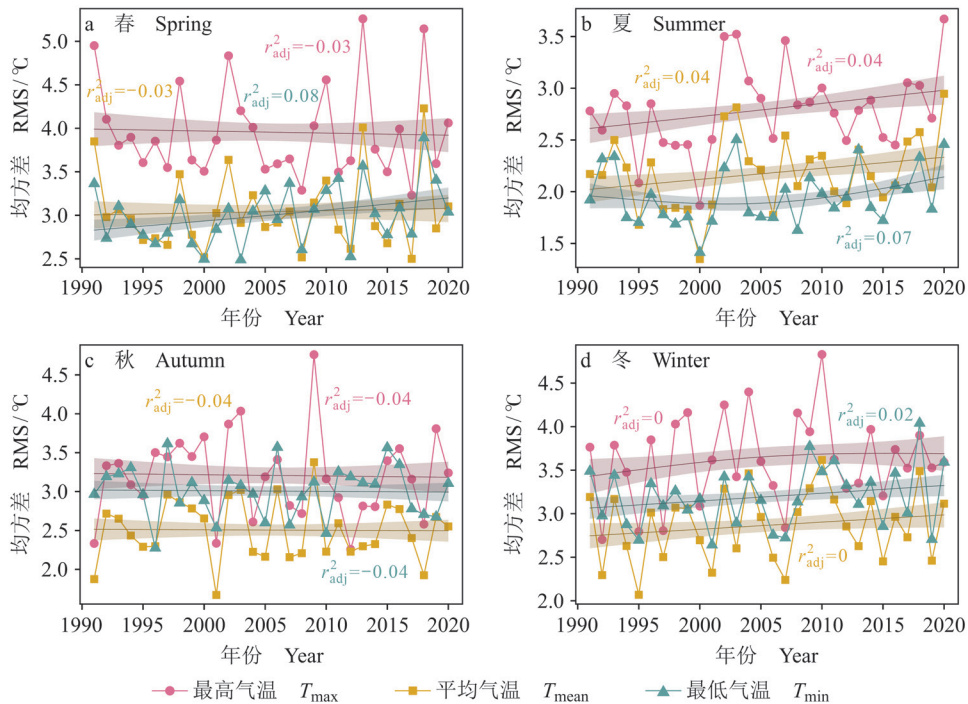 a 春 Spring
RMS/℃
均方差
5.0
4.5
4.0
3.5
3.0
2.5
r²adj=−0.03
r²adj=−0.03
r²adj=0.08
1990 1995 2000 2005 2010 2015 2020
年份 Year
b 夏 Summer
RMS/℃
均方差
3.5
3.0
2.5
2.0
1.5
r²adj=0.04
r²adj=0.04
r²adj=0.07
1990 1995 2000 2005 2010 2015 2020
年份 Year
c 秋 Autumn
RMS/℃
均方差
4.5
4.0
3.5
3.0
2.5
2.0
r²adj=−0.04
r²adj=−0.04
r²adj=−0.04
1990 1995 2000 2005 2010 2015 2020
年份 Year
d 冬 Winter
RMS/℃
均方差
4.5
4.0
3.5
3.0
2.5
2.0
r²adj=0
r²adj=0.02
r²adj=0
1990 1995 2000 2005 2010 2015 2020
年份 Year
最高气温 Tmax 平均气温 Tmean 最低气温 Tmin